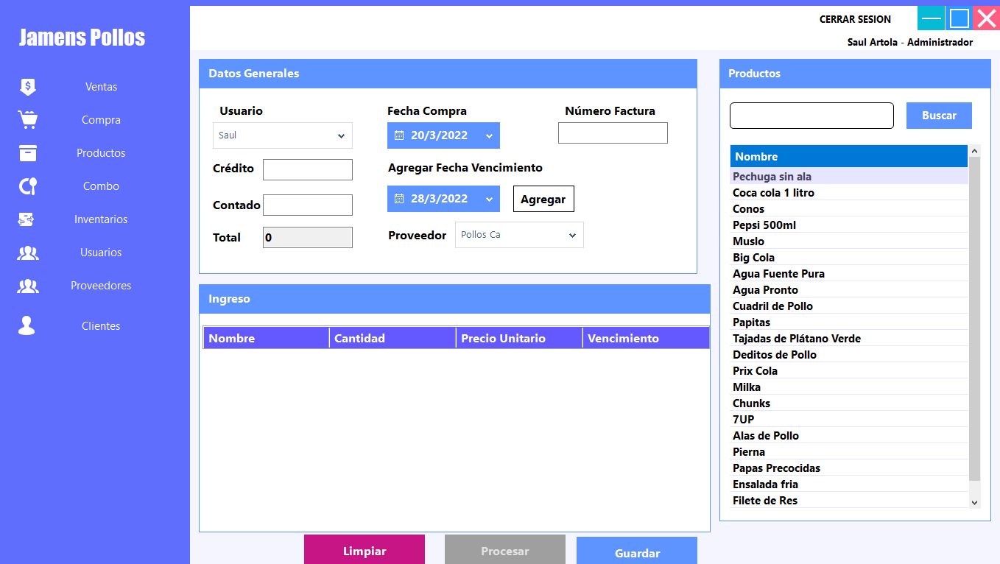 CERRAR SESION
Saul Artola - Administrador
Jamens Pollos
Ventas
Compra
Productos
Combo
Inventarios
Usuarios
Proveedores
Clientes
Datos Generales
Usuario
Saul
Fecha Compra
20/3/2022
Número Factura
Crédito
Agregar Fecha Vencimiento
Contado
28/3/2022
Agregar
Total
0
Proveedor
Pollos Ca
Ingreso
Nombre Cantidad Precio Unitario Vencimiento
Limpiar
Procesar
Guardar
Productos
Buscar
Nombre
Pechuga sin ala
Coca cola 1 litro
Conos
Pepsi 500ml
Muslo
Big Cola
Agua Fuente Pura
Agua Pronto
Cuadril de Pollo
Papitas
Tajadas de Plátano Verde
Deditos de Pollo
Prix Cola
Milka
Chunks
7UP
Alas de Pollo
Pierna
Papas Precocidas
Ensalada fria
Filete de Res